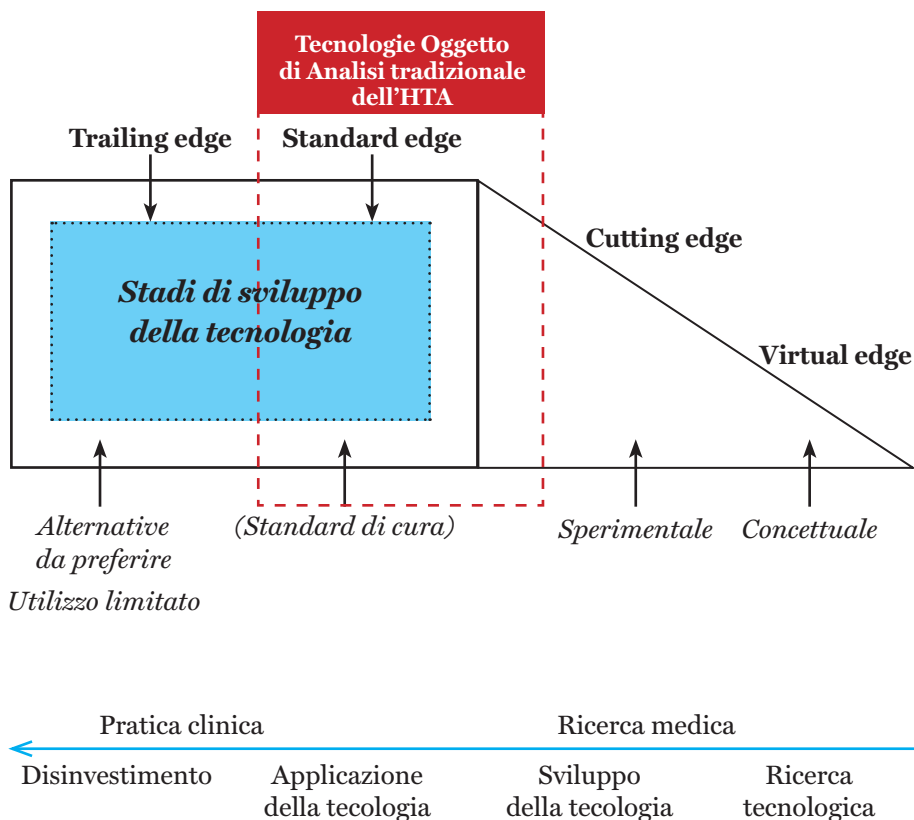 Tecnologie Oggetto
di Analisi tradizionale
dell'HTA
Trailing edge
Standard edge
Cutting edge
Virtual edge
Stadi di sviluppo
della tecnologia
Alternative
da preferire
Utilizzo limitato
(Standard di cura)
Sperimentale
Concettuale
Pratica clinica
Ricerca medica
Disinvestimento
Applicazione
della tecologia
Sviluppo
della tecologia
Ricerca
tecnologica